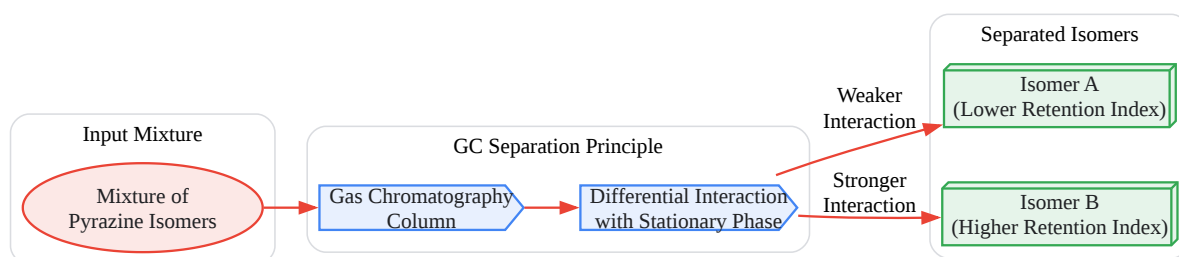 Input Mixture
Mixture of
Pyrazine Isomers
GC Separation Principle
Gas Chromatography
Column
Differential Interaction
with Stationary Phase
Weaker
Interaction
Stronger
Interaction
Separated Isomers
Isomer A
(Lower Retention Index)
Isomer B
(Higher Retention Index)